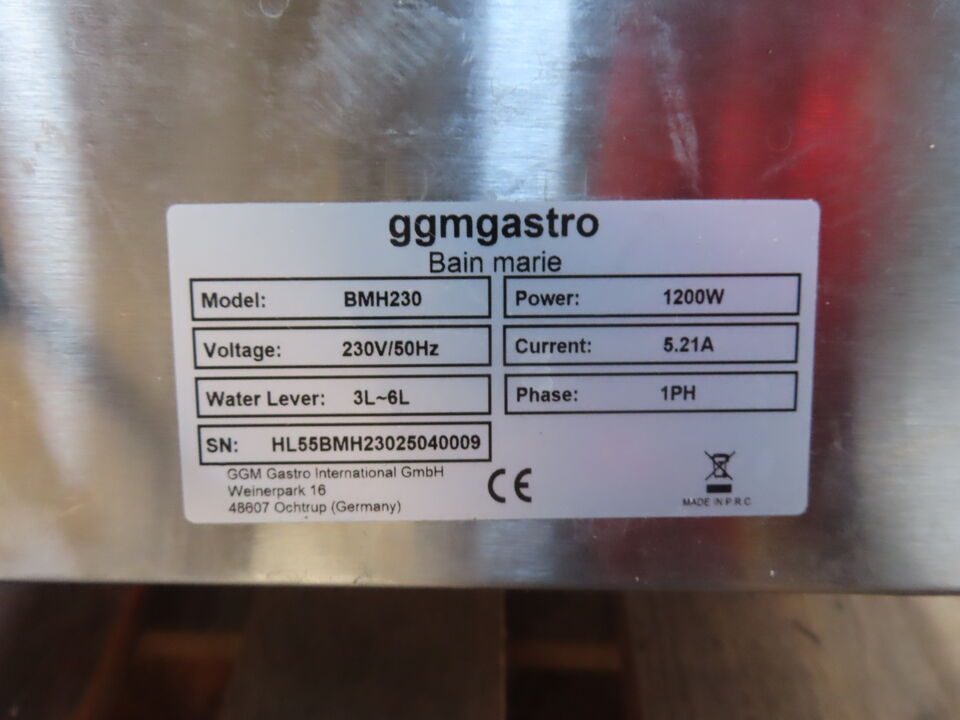 ggmgastro
Bain marie
Model: BMH230
Power: 1200W
Voltage: 230V/50Hz
Current: 5.21A
Water Lever: 3L~6L
Phase: 1PH
SN: HL55BMH23025040009
GGM Gastro International GmbH
Weinerpark 16
48607 Ochtrup (Germany)
CE
MADE IN P.R.C